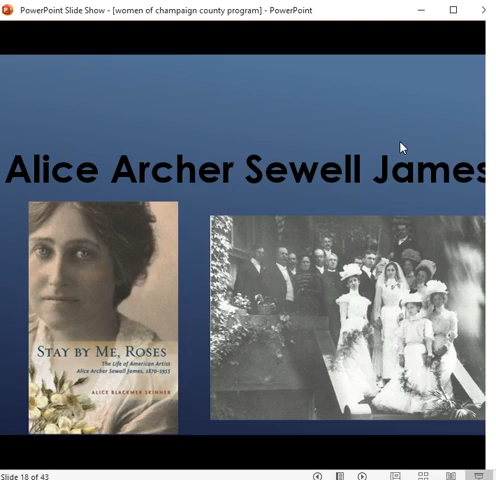 PowerPoint Slide Show - [women of champaign county program] - PowerPoint
Alice Archer Sewell James
STAY BY ME, ROSES
The Life of American Artist
Alice Archer Sewell James, 1870-1955
ALICE BLACKMER SKINNER
Slide 18 of 43